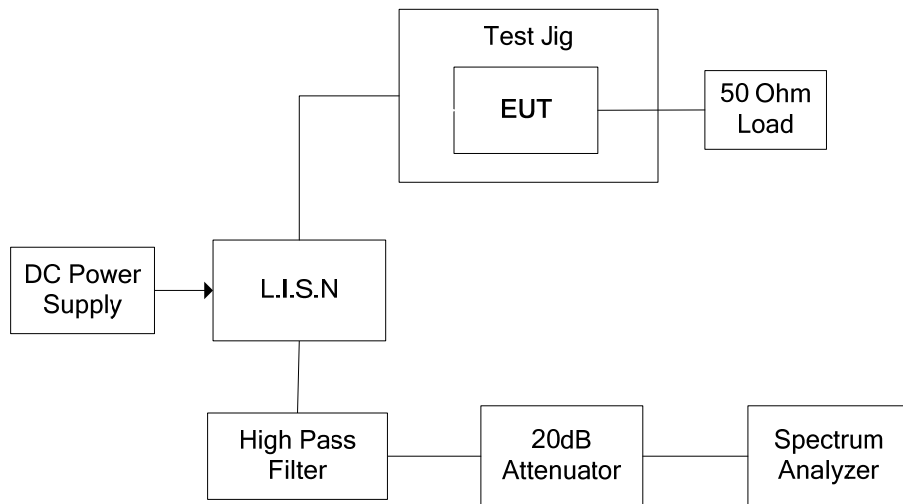 Test Jig
EUT
50 Ohm
Load
DC Power
Supply
L.I.S.N
High Pass
Filter
20dB
Attenuator
Spectrum
Analyzer